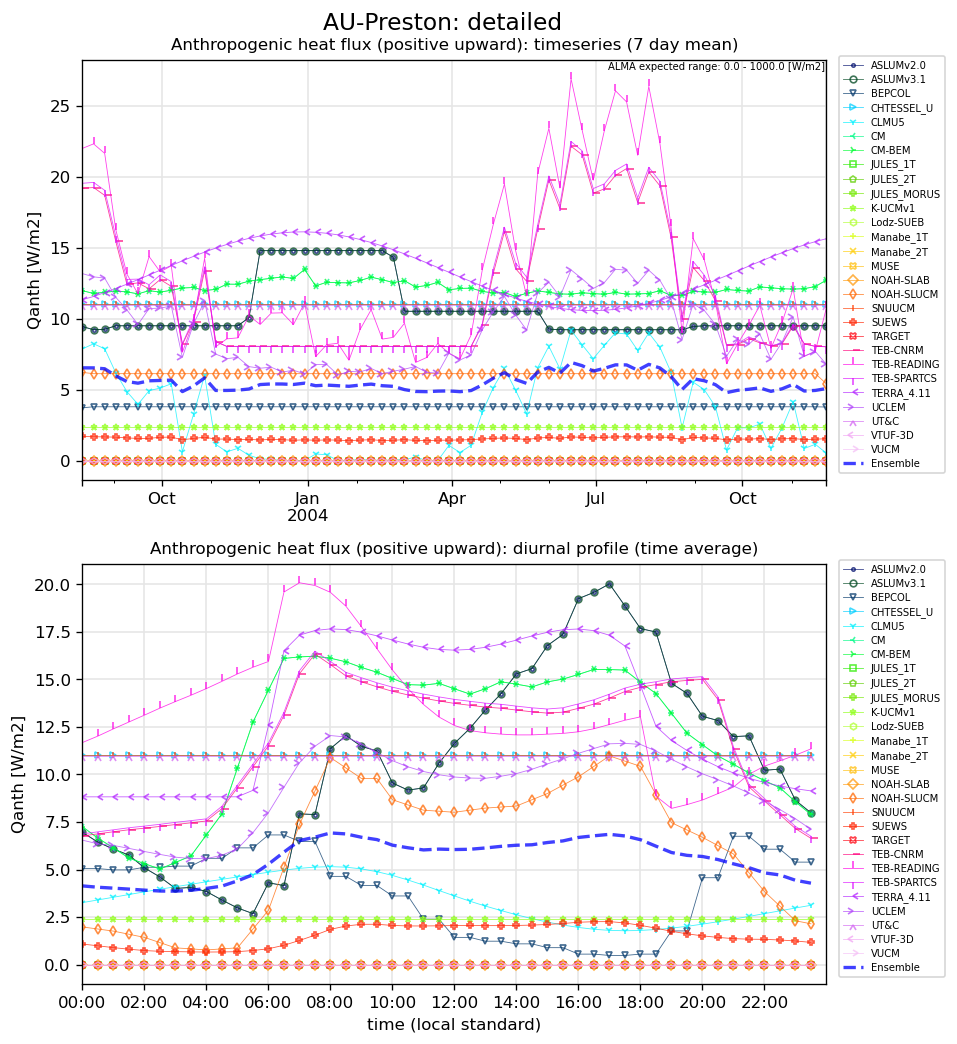 AU-Preston: detailed
Anthropogenic heat flux (positive upward): timeseries (7 day mean)
ALMA expected range: 0.0 - 1000.0 [W/m2]
Qanth [W/m2]
25
20
15
10
5
0
Oct
Jan
2004
Apr
Jul
Oct
ASLUMv2.0
ASLUMv3.1
BEPCOL
CHTESSEL_U
CLMU5
CM
CM-BEM
JULES_1T
JULES_2T
JULES_MORUS
K-UCMv1
Lodz-SUEB
Manabe_1T
Manabe_2T
MUSE
NOAH-SLAB
NOAH-SLUCM
SNUUCM
SUEWS
TARGET
TEB-CNRM
TEB-READING
TEB-SPARTCS
TERRA_4.11
UCLEM
UT&C
VTUF-3D
VUCM
Ensemble
Anthropogenic heat flux (positive upward): diurnal profile (time average)
Qanth [W/m2]
20.0
17.5
15.0
12.5
10.0
7.5
5.0
2.5
0.0
00:00
02:00
04:00
06:00
08:00
10:00
12:00
14:00
16:00
18:00
20:00
22:00
time (local standard)
ASLUMv2.0
ASLUMv3.1
BEPCOL
CHTESSEL_U
CLMU5
CM
CM-BEM
JULES_1T
JULES_2T
JULES_MORUS
K-UCMv1
Lodz-SUEB
Manabe_1T
Manabe_2T
MUSE
NOAH-SLAB
NOAH-SLUCM
SNUUCM
SUEWS
TARGET
TEB-CNRM
TEB-READING
TEB-SPARTCS
TERRA_4.11
UCLEM
UT&C
VTUF-3D
VUCM
Ensemble